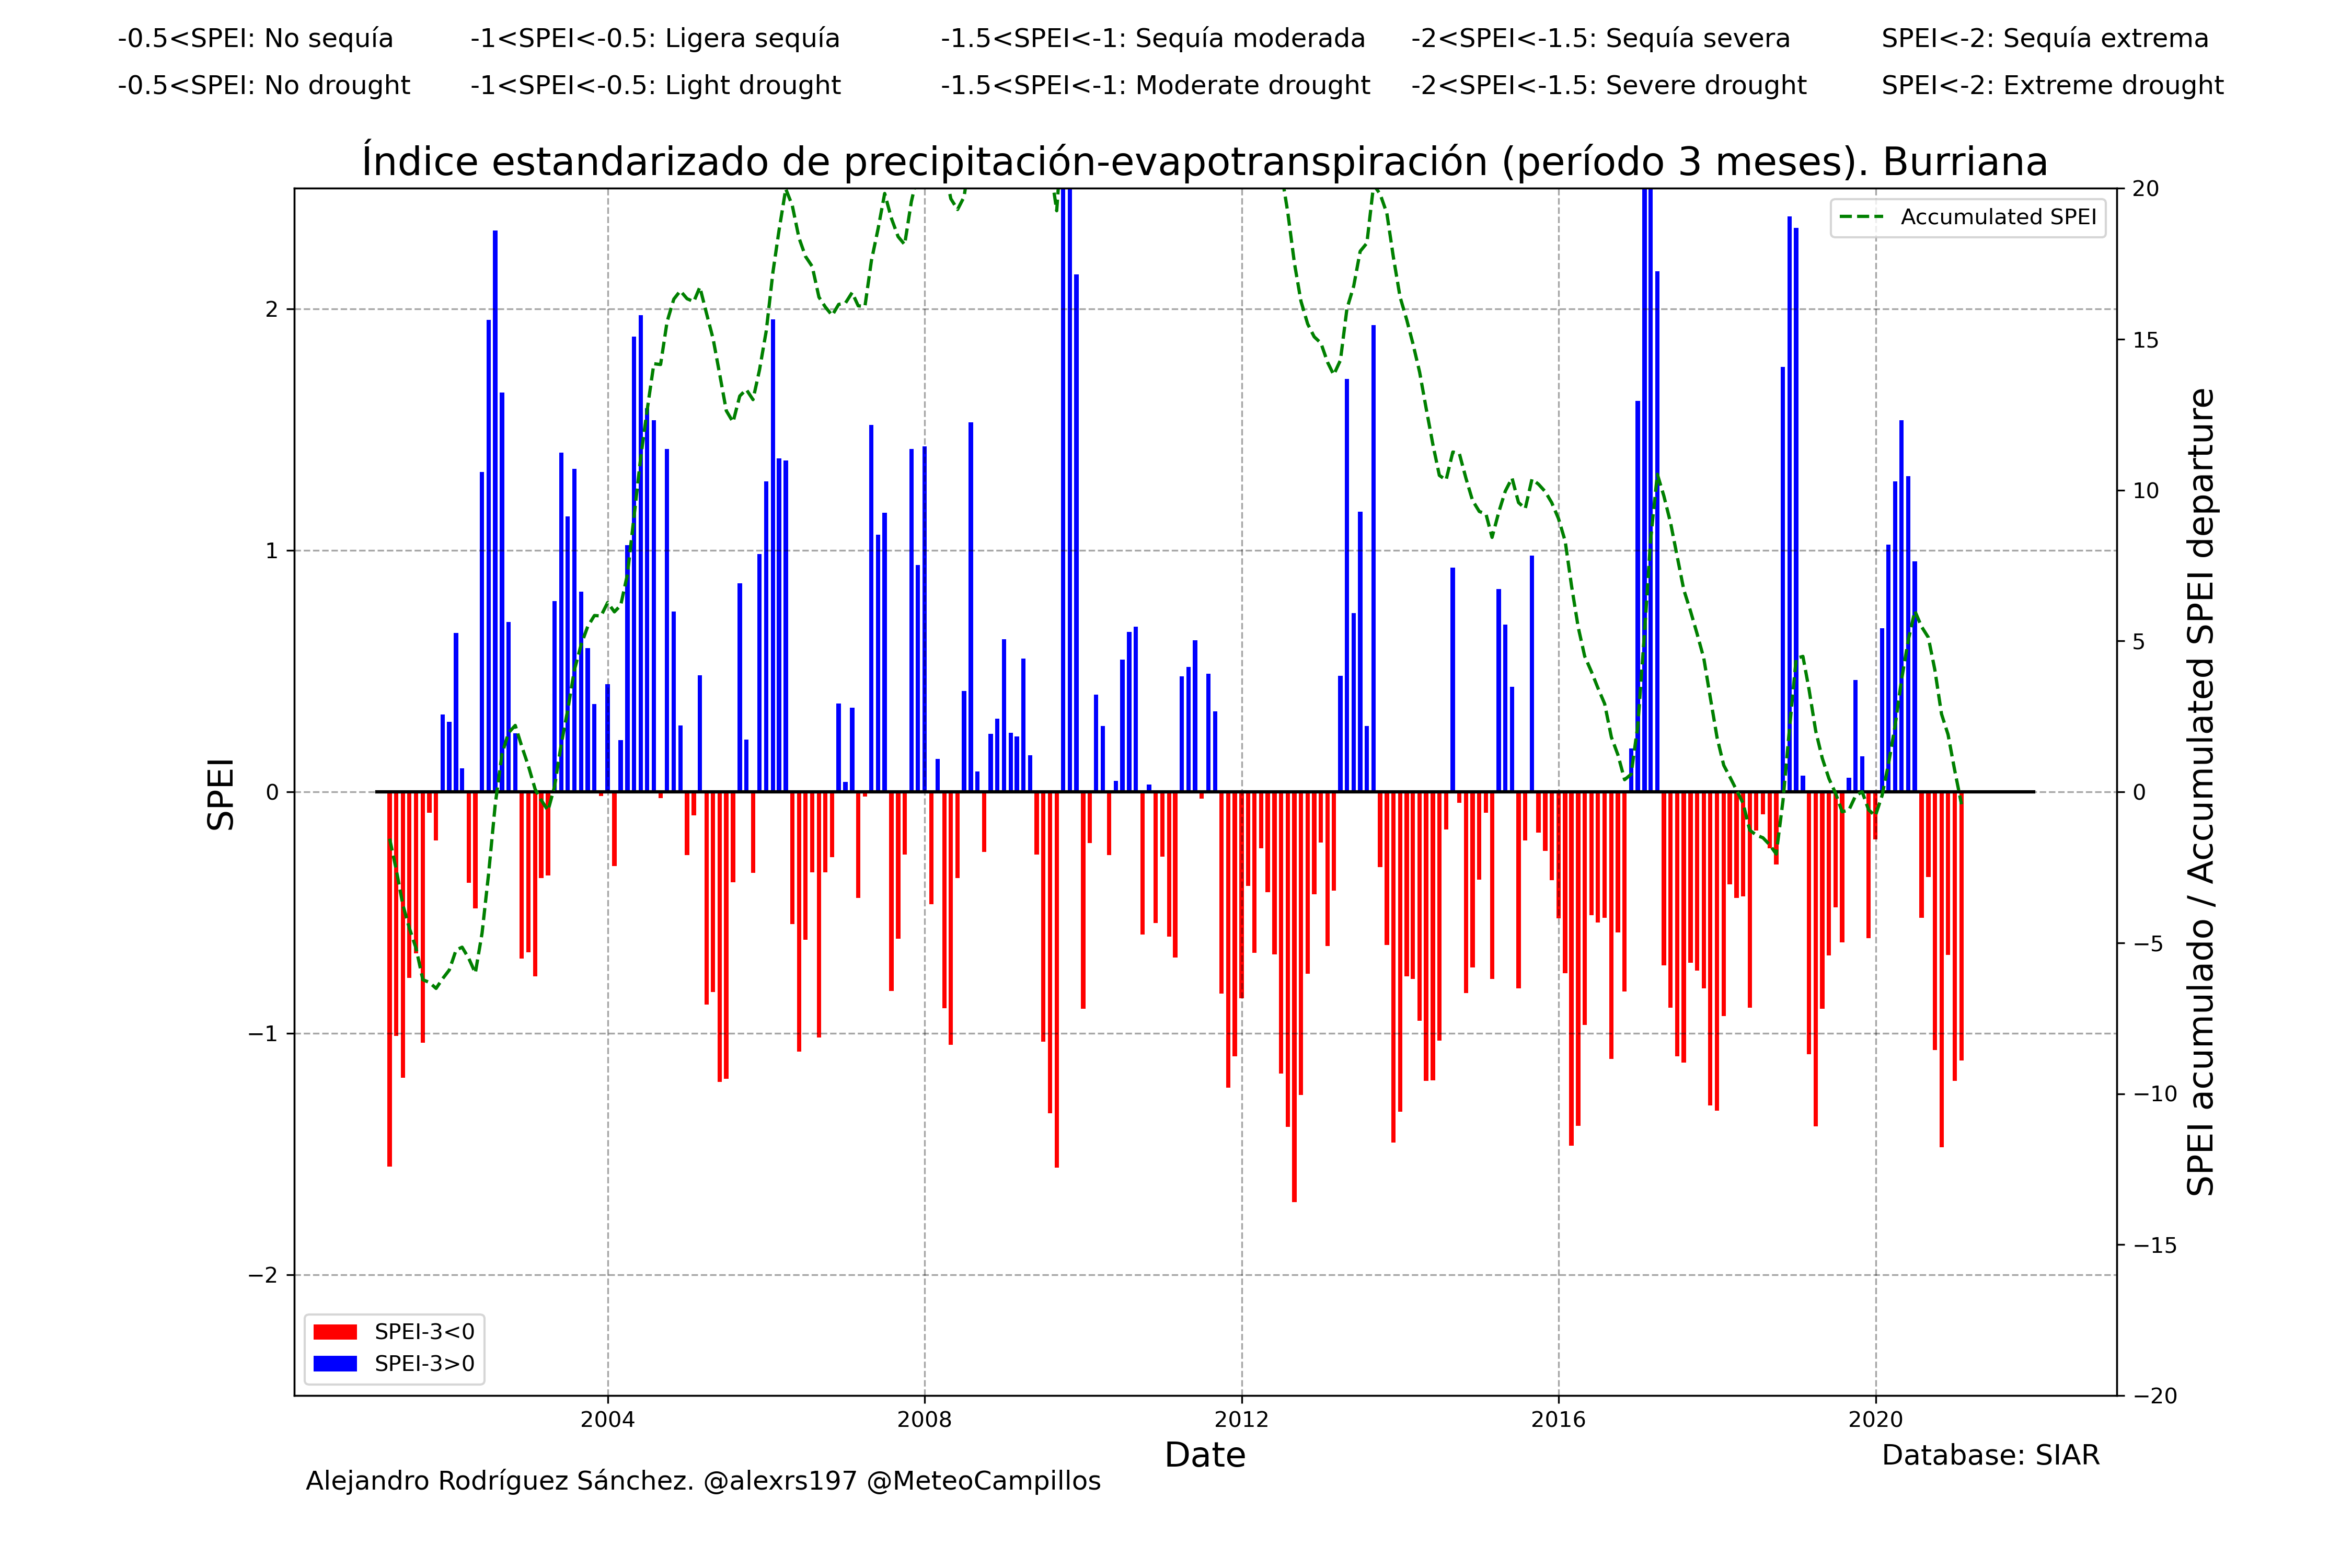 -0.5<SPEI: No sequía -1<SPEI<-0.5: Ligera sequía -1.5<SPEI<-1: Sequía moderada -2<SPEI<-1.5: Sequía severa SPEI<-2: Sequía extrema
-0.5<SPEI: No drought -1<SPEI<-0.5: Light drought -1.5<SPEI<-1: Moderate drought -2<SPEI<-1.5: Severe drought SPEI<-2: Extreme drought
Índice estandarizado de precipitación-evapotranspiración (período 3 meses). Burriana
SPEI
2
1
0
−1
−2
Accumulated SPEI
20
15
10
5
0
−5
−10
−15
−20
SPEI acumulado / Accumulated SPEI departure
SPEI-3<0
SPEI-3>0
2004 2008 2012 2016 2020
Date
Database: SIAR
Alejandro Rodríguez Sánchez. @alexrs197 @MeteoCampillos